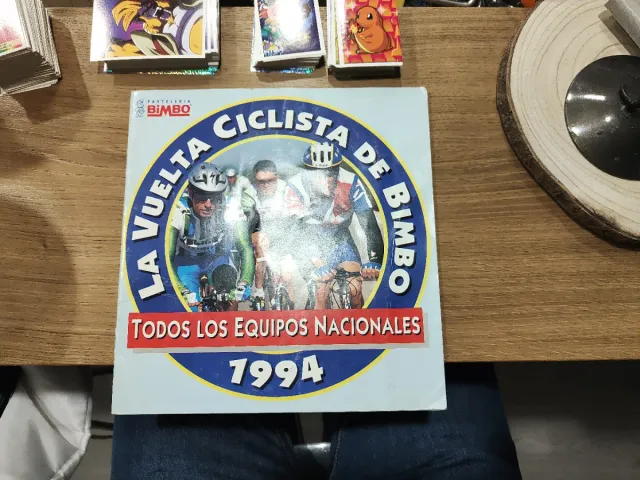 PASTELERIA
BIMBO
LA VUELTA CICLISTA DE BIMBO
TODOS LOS EQUIPOS NACIONALES
1994